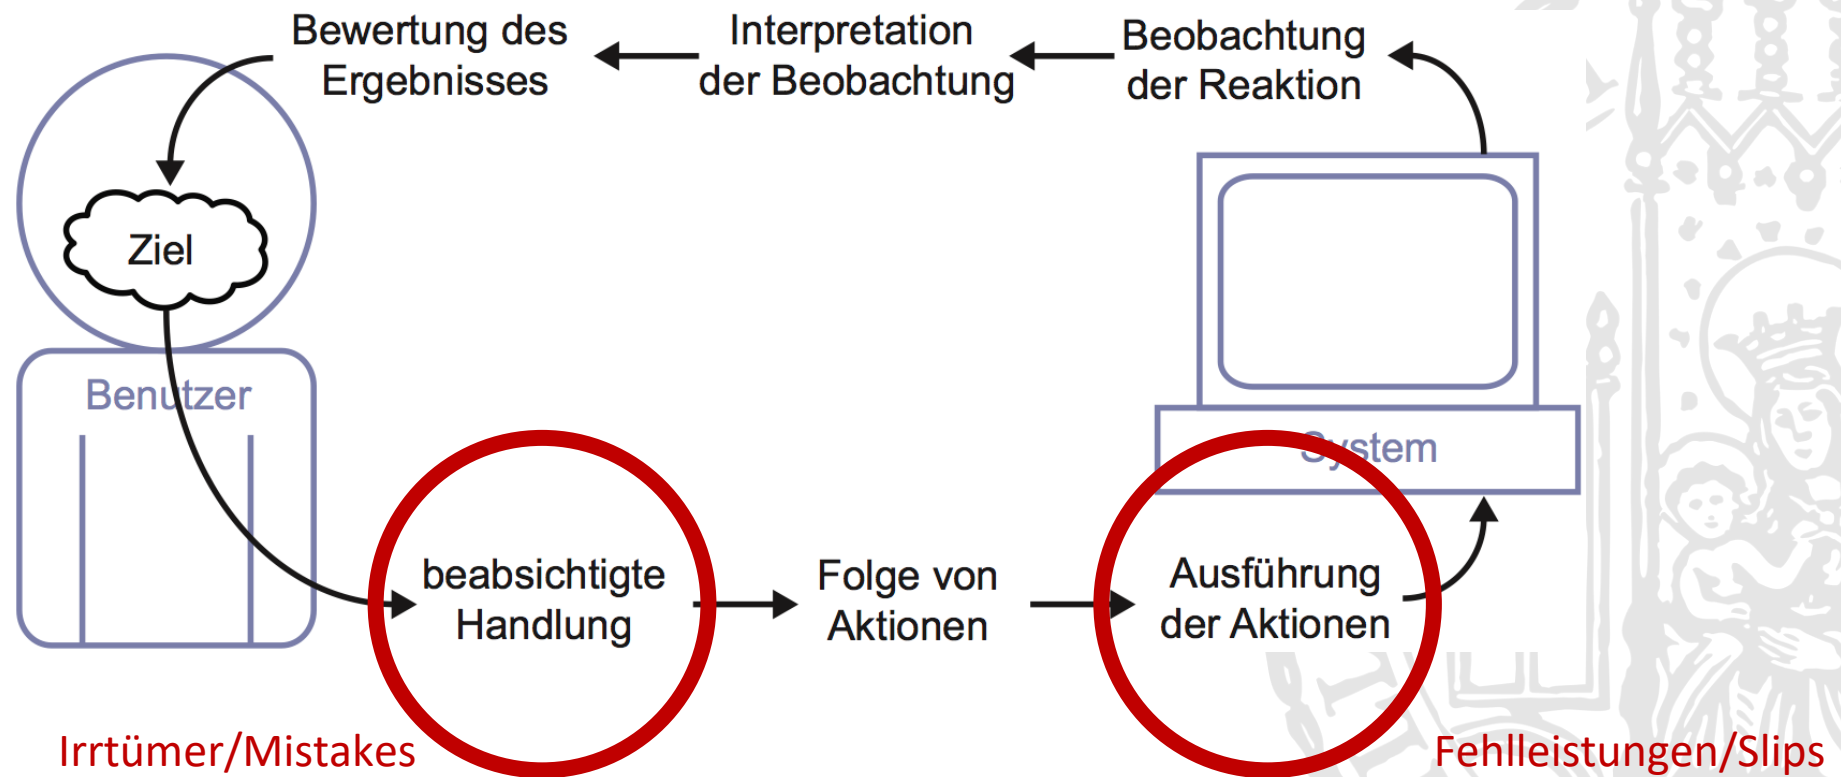 Bewertung des
Ergebnisses
Interpretation
der Beobachtung
Beobachtung
der Reaktion
Ziel
Benutzer
System
beabsichtigte
Handlung
Folge von
Aktionen
Ausführung
der Aktionen
Irrtümer/Mistakes
Fehlleistungen/Slips